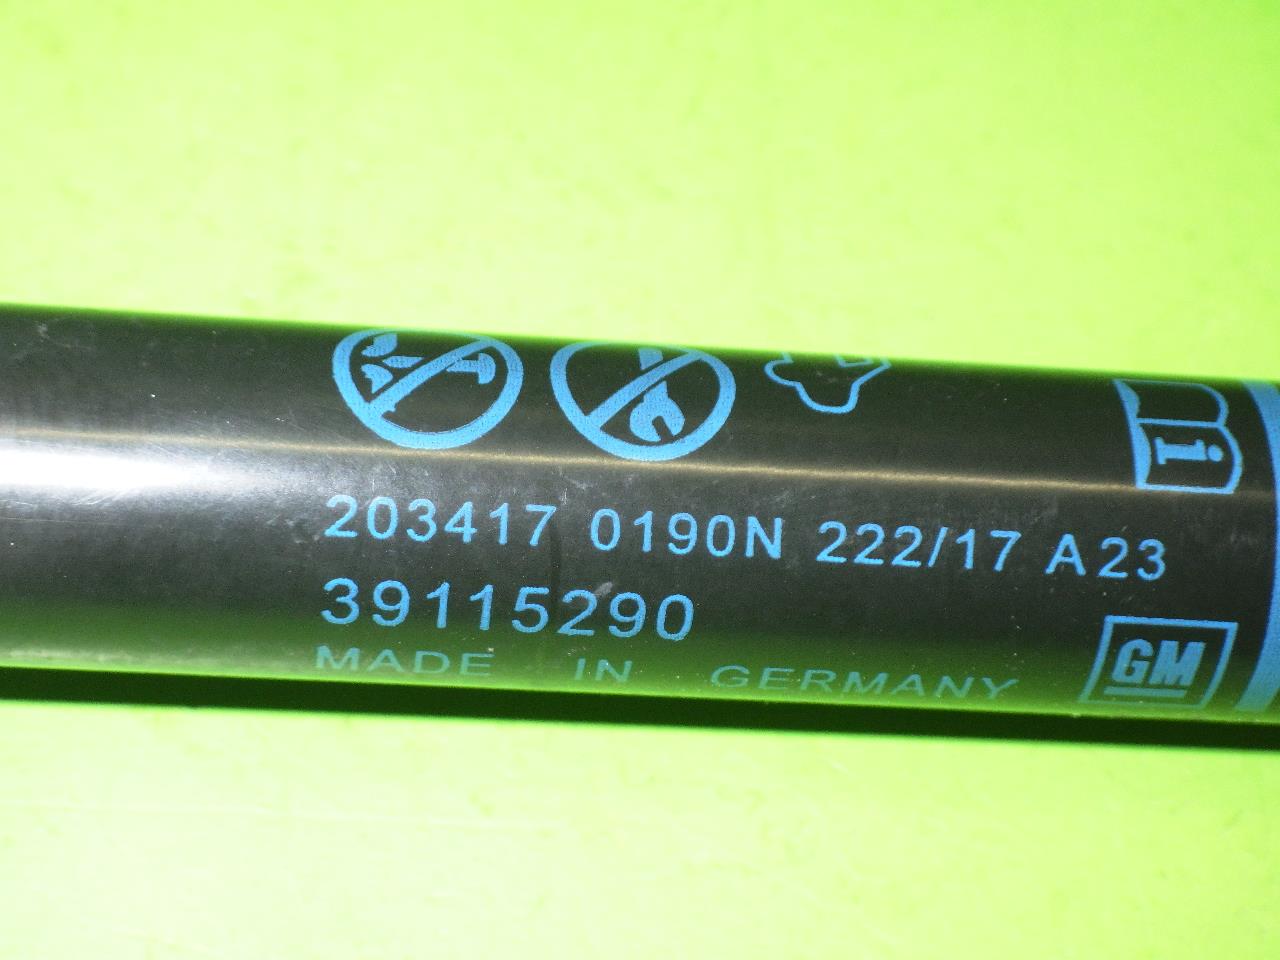 i
203417 0190N 222/17 A23
39115290
MADE IN GERMANY
GM